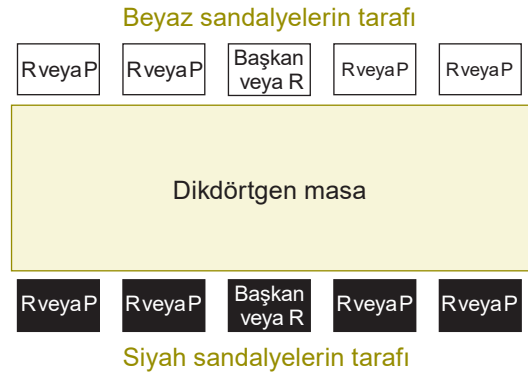 Beyaz sandalyelerin tarafı
RveyaP RveyaP Başkan veya R RveyaP RveyaP
Dikdörtgen masa
RveyaP RveyaP Başkan veya R RveyaP RveyaP
Siyah sandalyelerin tarafı